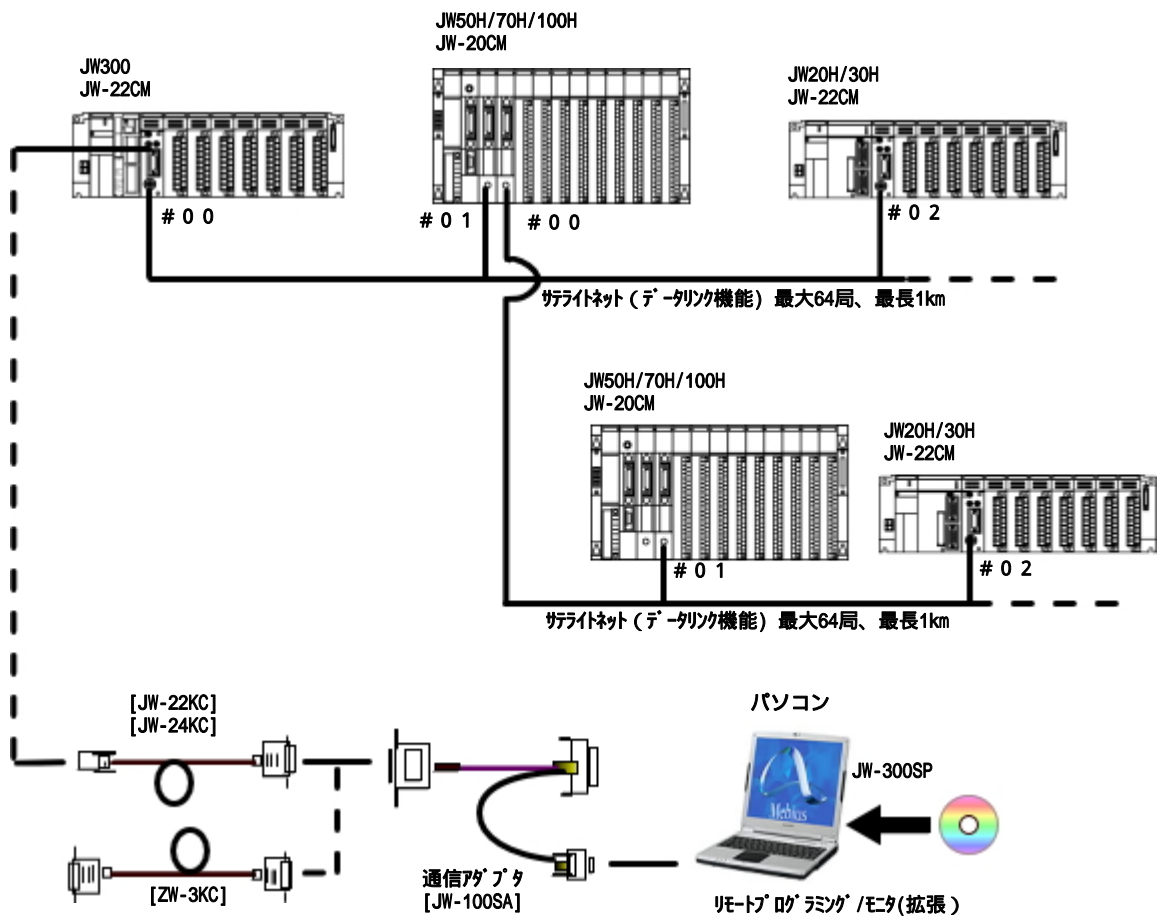 JW50H/70H/100H
JW-20CM
JW300
JW-22CM
JW20H/30H
JW-22CM
#00
#01
#00
#02
ｻﾃﾗｲﾄﾈｯﾄ（ﾃﾞｰﾀﾘﾝｸ機能）最大64局、最長1km
JW50H/70H/100H
JW-20CM
JW20H/30H
JW-22CM
#01
#02
ｻﾃﾗｲﾄﾈｯﾄ（ﾃﾞｰﾀﾘﾝｸ機能）最大64局、最長1km
[JW-22KC]
[JW-24KC]
パソコン
JW-300SP
Mebius
[ZW-3KC]
通信ｱﾀﾞﾌﾟﾀ
[JW-100SA]
ﾘﾓｰﾄﾌﾟﾛｸﾞﾗﾐﾝｸﾞ/ﾓﾆﾀ(拡張)